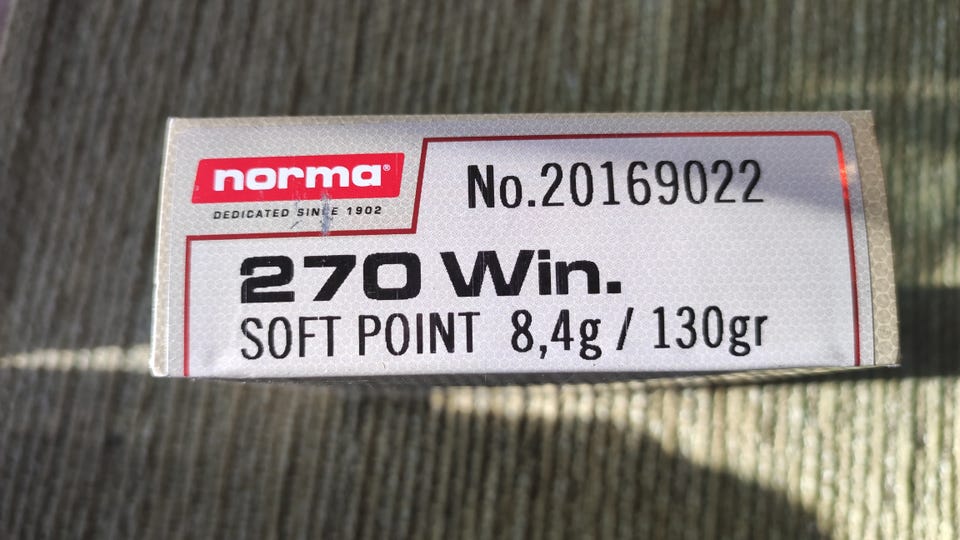 norma®
DEDICATED SINCE 1902
No.20169022
270 Win.
SOFT POINT 8,4g / 130gr